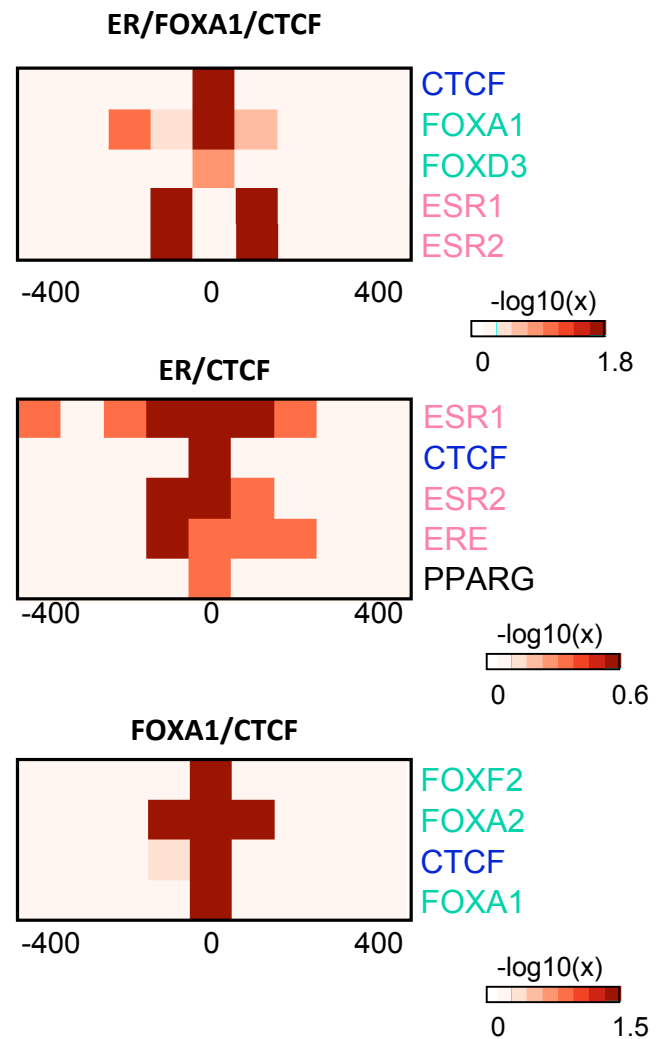 ER/FOXA1/CTCF
CTCF
FOXA1
FOXD3
ESR1
ESR2
-400 0 400
-log10(x)
0 1.8
ER/CTCF
ESR1
CTCF
ESR2
ERE
PPARG
-400 0 400
-log10(x)
0 0.6
FOXA1/CTCF
FOXF2
FOXA2
CTCF
FOXA1
-400 0 400
-log10(x)
0 1.5